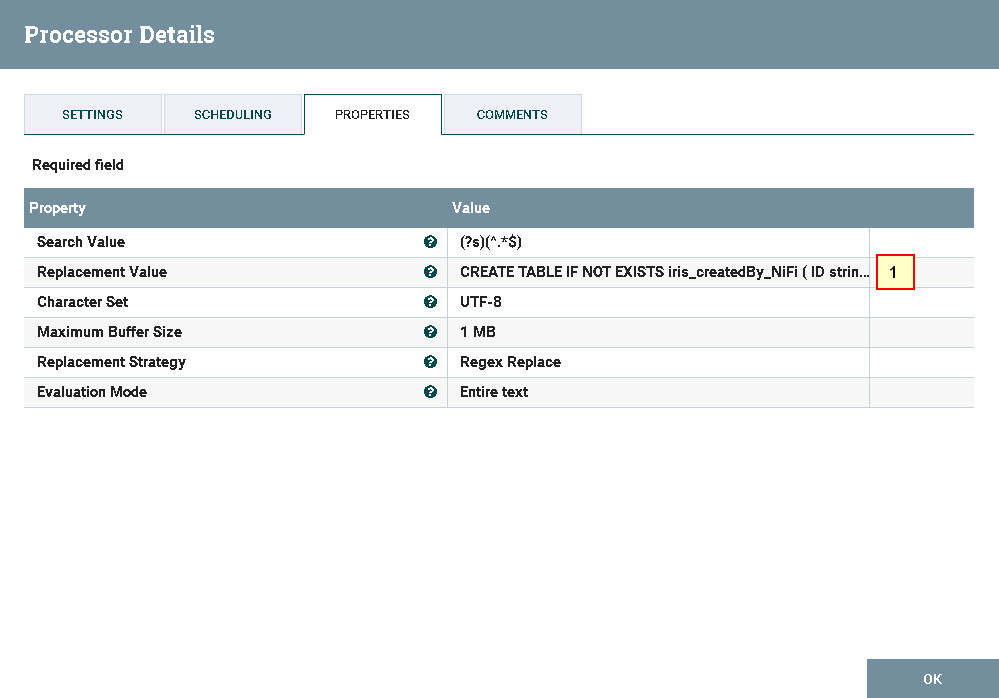 Processor Details
SETTINGS SCHEDULING PROPERTIES COMMENTS
Required field
Property Value
Search Value ? (?s)(^.*$)
Replacement Value ? CREATE TABLE IF NOT EXISTS iris_createdBy_NiFi ( ID strin... 1
Character Set ? UTF-8
Maximum Buffer Size ? 1 MB
Replacement Strategy ? Regex Replace
Evaluation Mode ? Entire text
OK